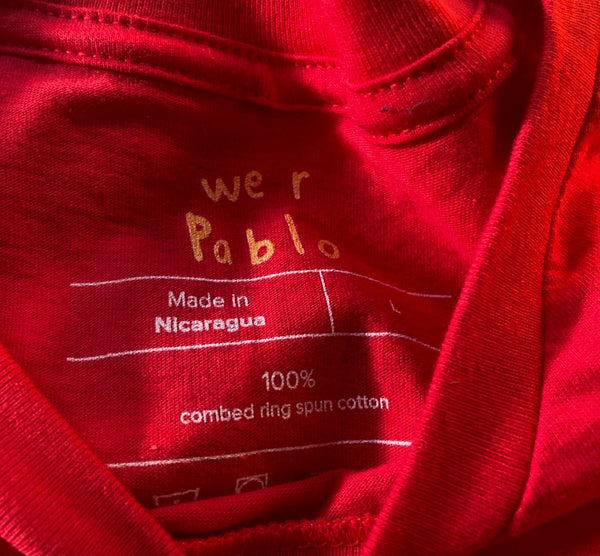 we r
Pablo
Made in
Nicaragua
100%
combed ring spun cotton